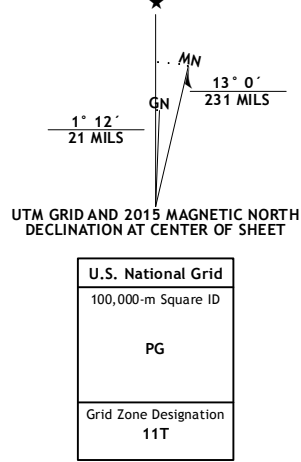 MN
GN
13° 0´
231 MILS
1° 12´
21 MILS
UTM GRID AND 2015 MAGNETIC NORTH
DECLINATION AT CENTER OF SHEET
U.S. National Grid
100,000-m Square ID
PG
Grid Zone Designation
11T